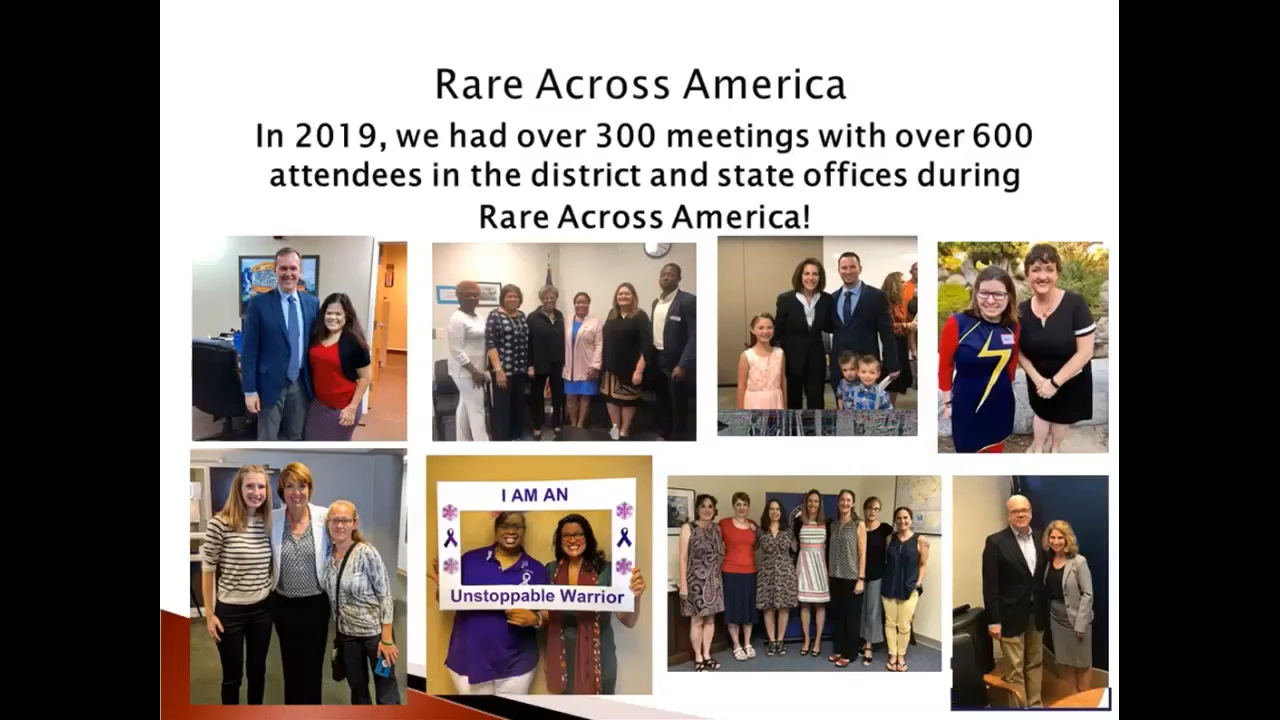 Rare Across America
In 2019, we had over 300 meetings with over 600
attendees in the district and state offices during
Rare Across America!
I AM AN
Unstoppable Warrior